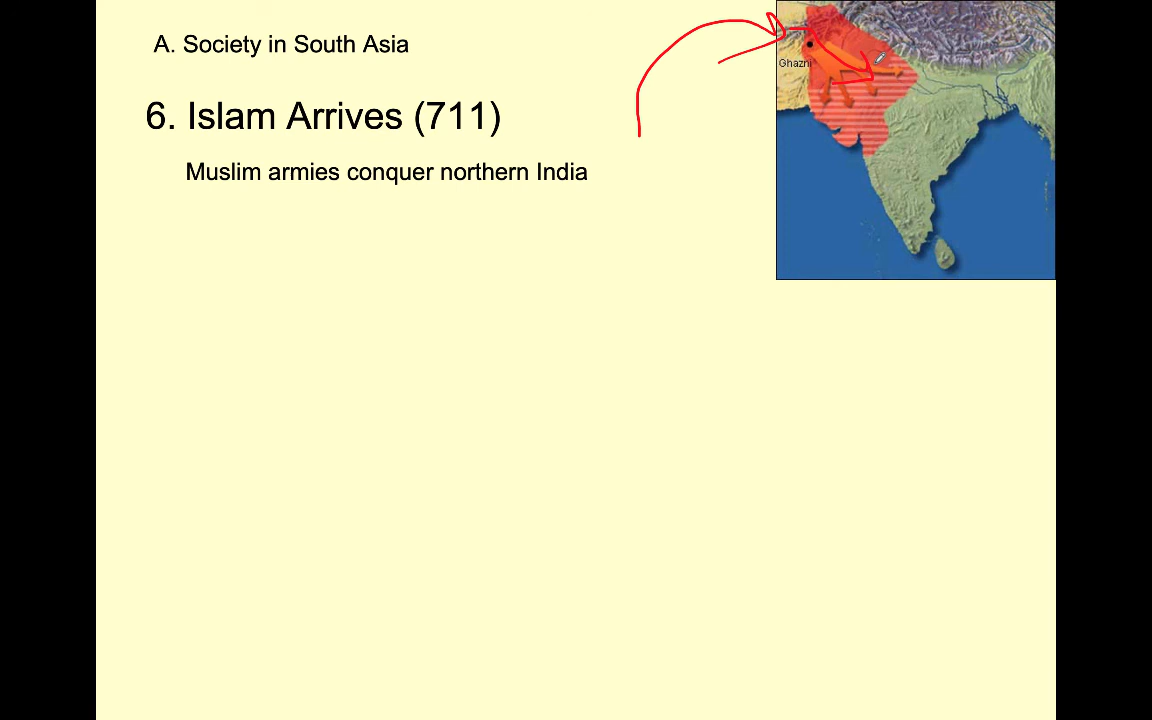 A. Society in South Asia
6. Islam Arrives (711)
Muslim armies conquer northern India
Ghazni